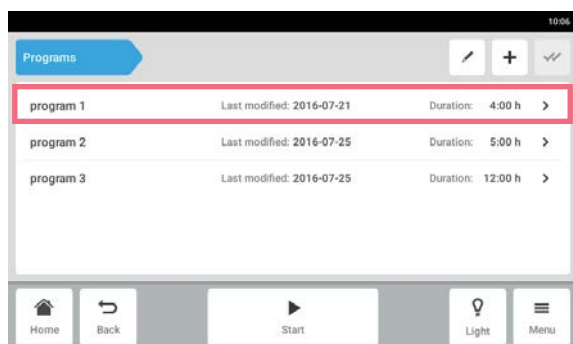 10:06
Programs
program 1 Last modified: 2016-07-21 Duration: 4:00 h
program 2 Last modified: 2016-07-25 Duration: 5:00 h
program 3 Last modified: 2016-07-25 Duration: 12:00 h
Home Back Start Light Menu